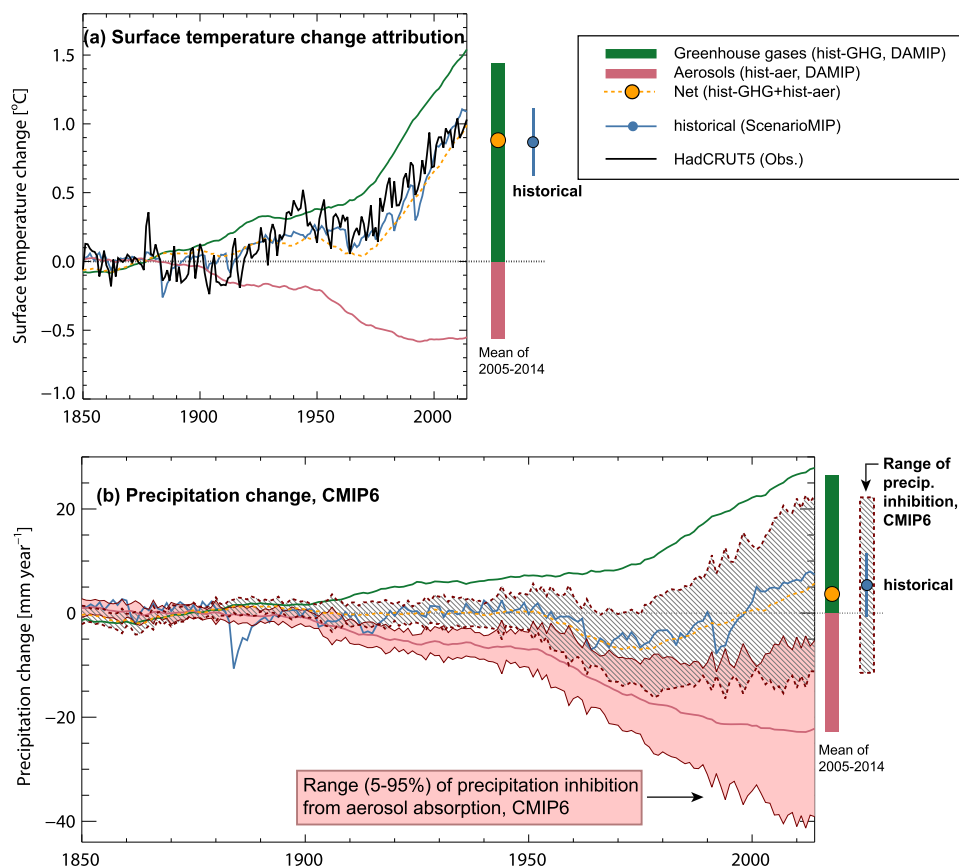 (a) Surface temperature change attribution
Surface temperature change [°C]
1.5
1.0
0.5
0.0
−0.5
−1.0
1850
1900
1950
2000
historical
Mean of
2005-2014
Greenhouse gases (hist-GHG, DAMIP)
Aerosols (hist-aer, DAMIP)
Net (hist-GHG+hist-aer)
historical (ScenarioMIP)
HadCRUT5 (Obs.)
(b) Precipitation change, CMIP6
Precipitation change [mm year⁻¹]
20
0
−20
−40
1850
1900
1950
2000
Range (5-95%) of precipitation inhibition
from aerosol absorption, CMIP6
Range of
precip.
inhibition,
CMIP6
historical
Mean of
2005-2014